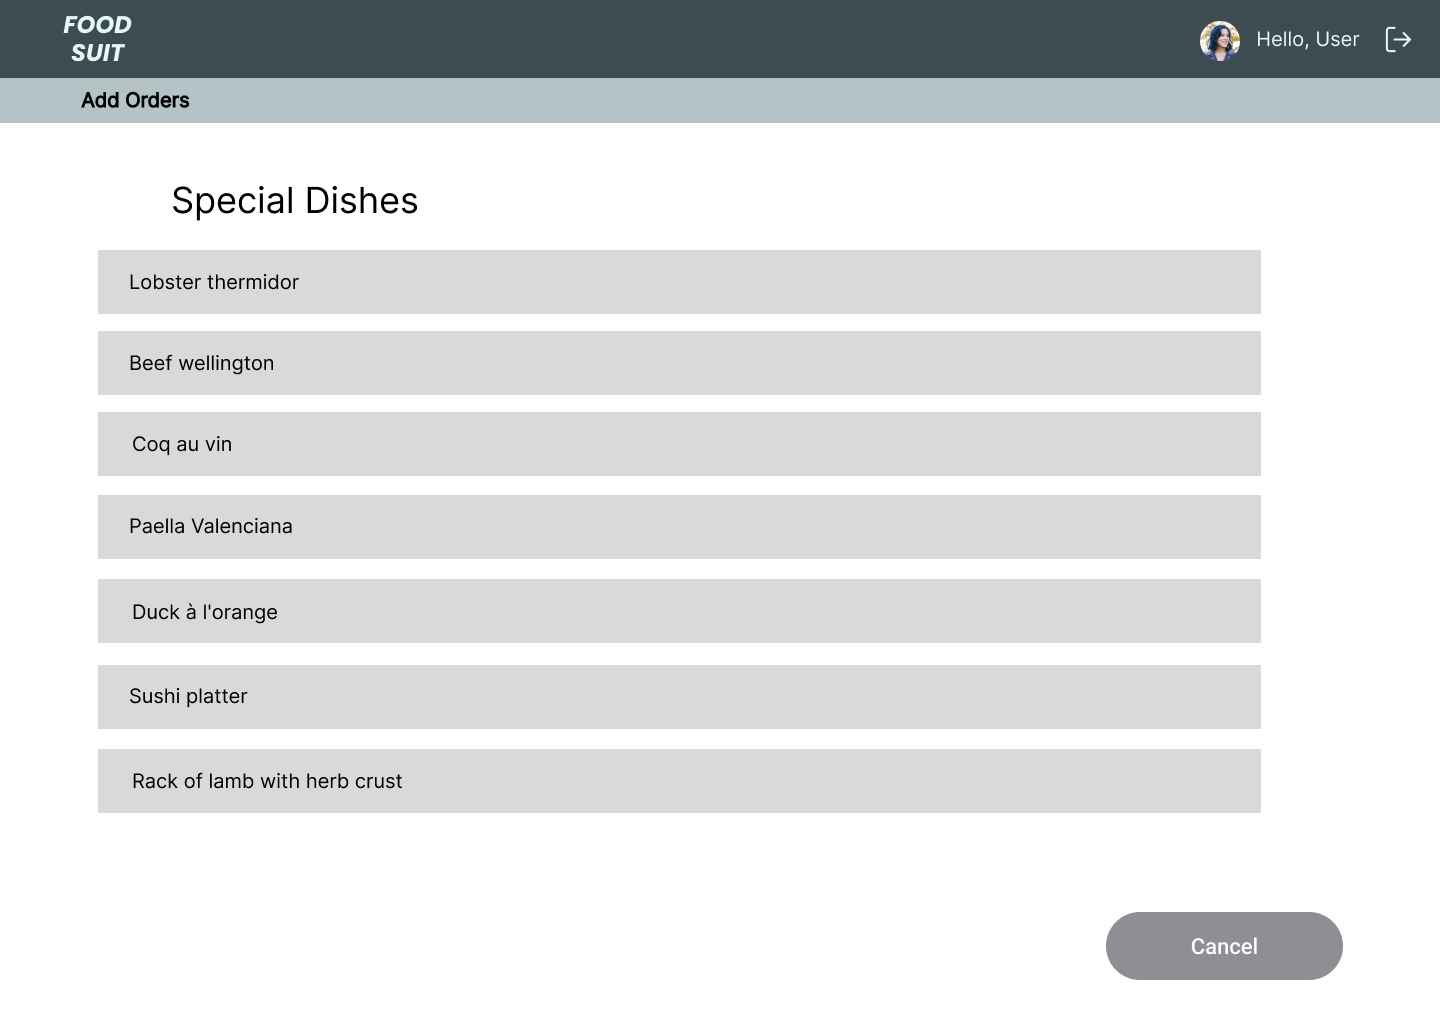 FOOD
SUIT
Hello, User
Add Orders
Special Dishes
Lobster thermidor
Beef wellington
Coq au vin
Paella Valenciana
Duck à l'orange
Sushi platter
Rack of lamb with herb crust
Cancel